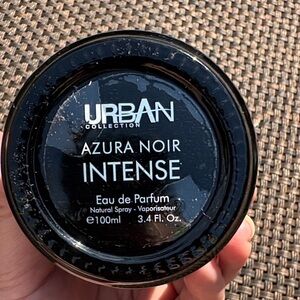 URBAN
COLLECTION
AZURA NOIR
INTENSE
Eau de Parfum
Natural Spray - Vaporisateur
℮100ml 3.4 Fl. Oz.